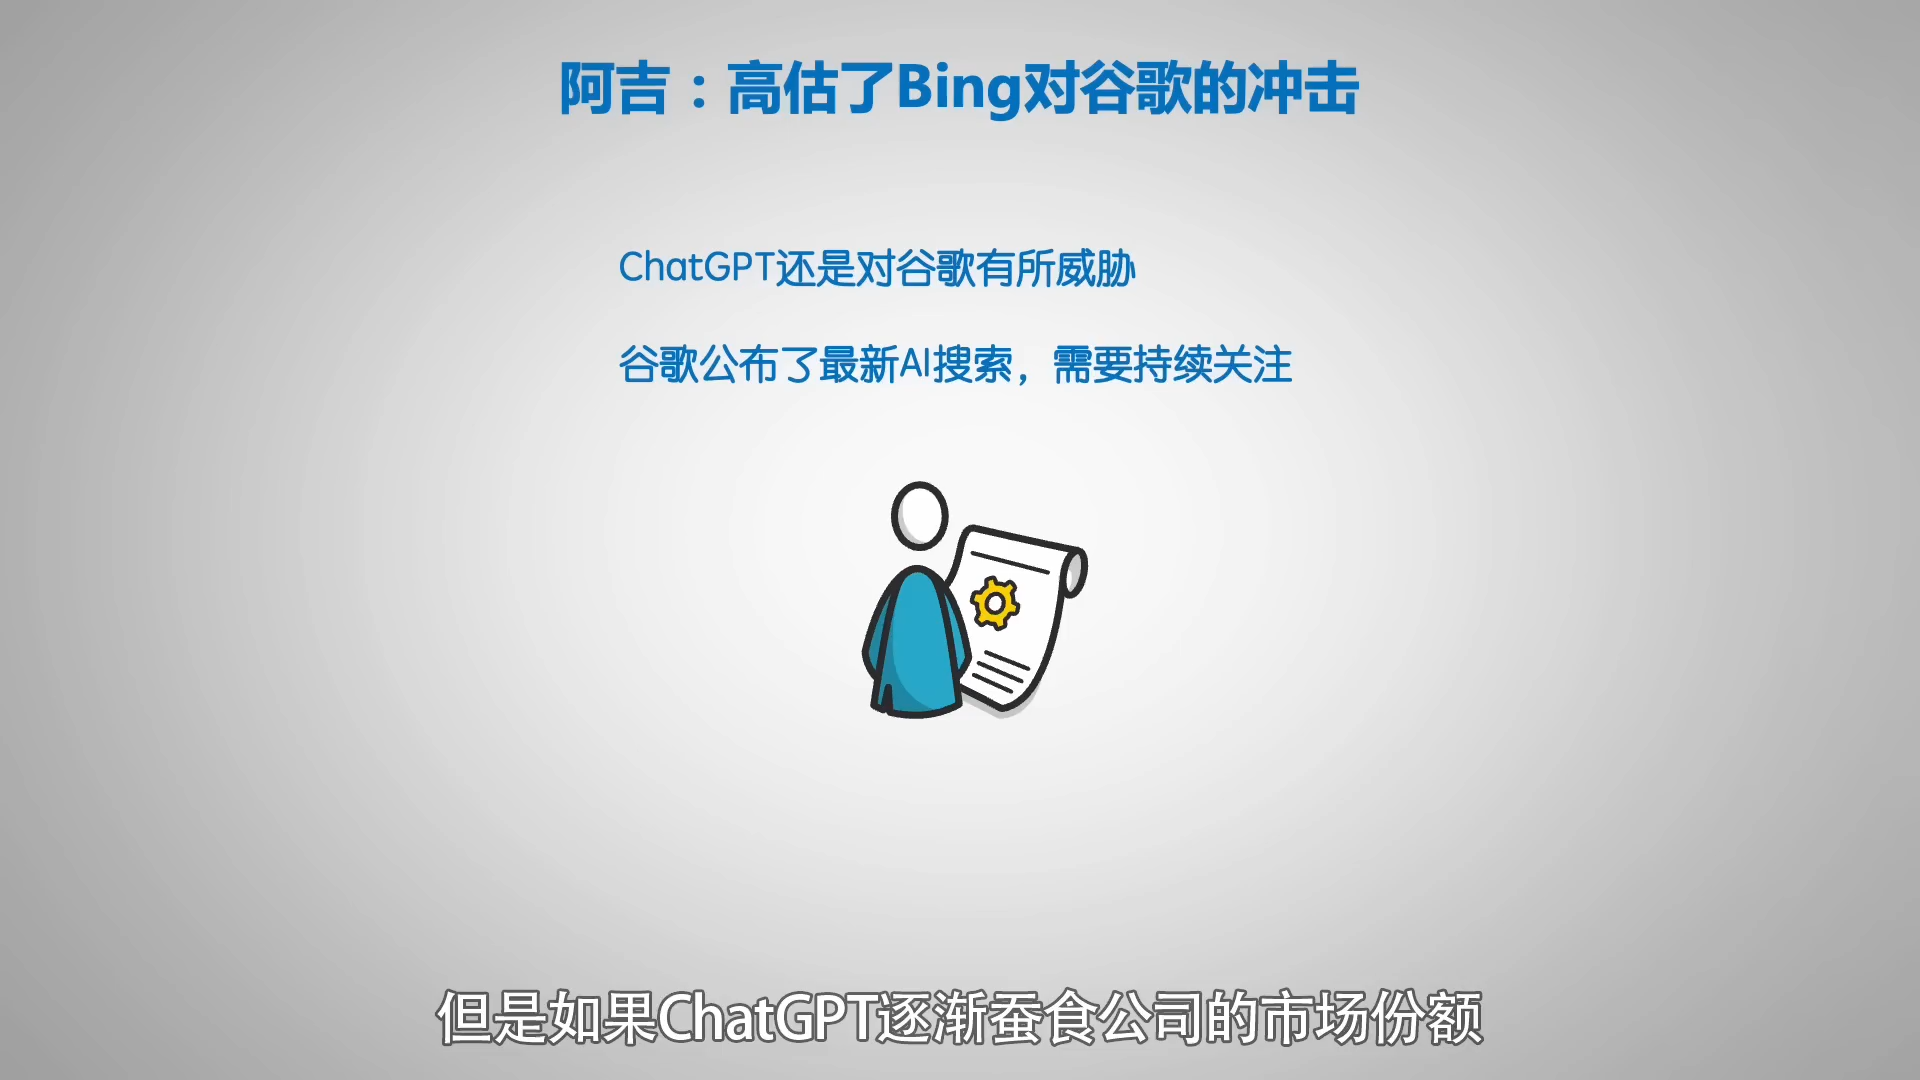 阿吉：高估了Bing对谷歌的冲击
ChatGPT还是对谷歌有所威胁
谷歌公布了最新AI搜索，需要持续关注
但是如果ChatGPT逐渐蚕食公司的市场份额